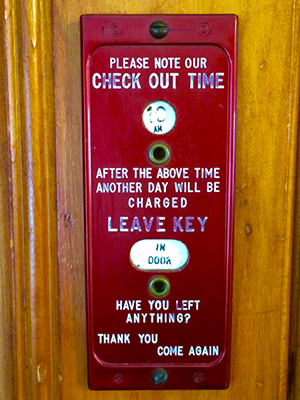 PLEASE NOTE OUR
CHECK OUT TIME
10
AM
AFTER THE ABOVE TIME
ANOTHER DAY WILL BE
CHARGED
LEAVE KEY
IN
DOOR
HAVE YOU LEFT
ANYTHING?
THANK YOU
COME AGAIN